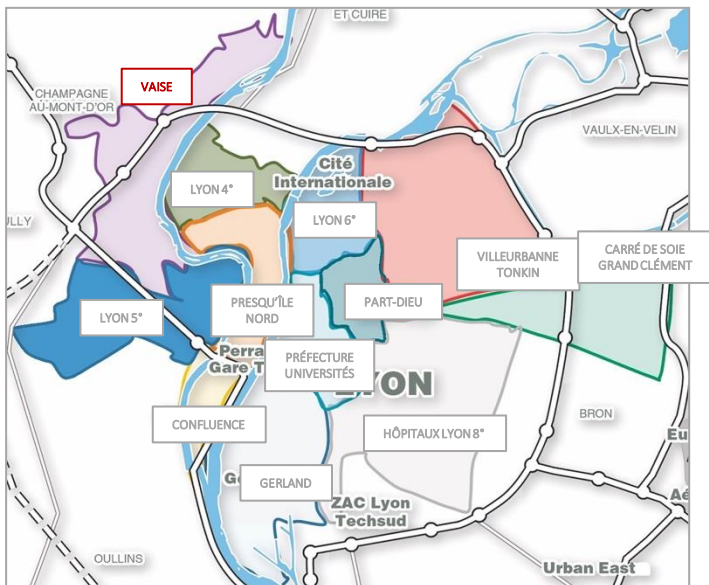 ET CUIRE
VAISE
CHAMPAGNE
AU-MONT-D'OR
VAULX-EN-VELIN
Cité
Internationale
LYON 4°
LYON 6°
ULLY
VILLEURBANNE
TONKIN
CARRÉ DE SOIE
GRAND CLÉMENT
PRESQU'ÎLE
NORD
PART-DIEU
LYON 5°
Perra
Gare T
PRÉFECTURE
UNIVERSITÉS
YON
CONFLUENCE
HÔPITAUX LYON 8°
BRON
Eu
GERLAND
Aé
ZAC Lyon
Techsud
OULLINS
Urban East